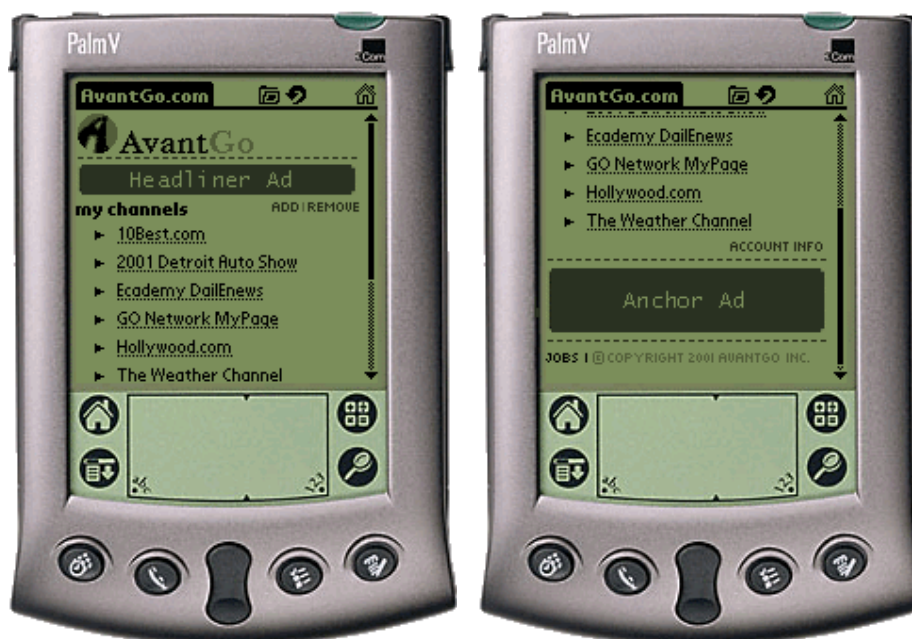 PalmV
3Com
AvantGo.com
AvantGo
Headliner Ad
my channels ADD|REMOVE
► 10Best.com
► 2001 Detroit Auto Show
► Ecademy DailEnews
► GO Network MyPage
► Hollywood.com
► The Weather Channel
PalmV
3Com
AvantGo.com
► Ecademy DailEnews
► GO Network MyPage
► Hollywood.com
► The Weather Channel
ACCOUNT INFO
Anchor Ad
JOBS | © COPYRIGHT 2001 AVANTGO INC.